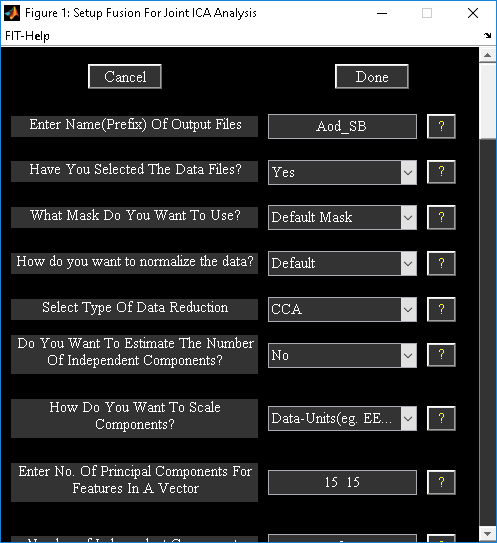 Figure 1: Setup Fusion For Joint ICA Analysis
FIT-Help
Cancel
Done
Enter Name(Prefix) Of Output Files
Aod_SB
?
Have You Selected The Data Files?
Yes
?
What Mask Do You Want To Use?
Default Mask
?
How do you want to normalize the data?
Default
?
Select Type Of Data Reduction
CCA
?
Do You Want To Estimate The Number
Of Independent Components?
No
?
How Do You Want To Scale
Components?
Data-Units(eg. EE...
?
Enter No. Of Principal Components For
Features In A Vector
15 15
?